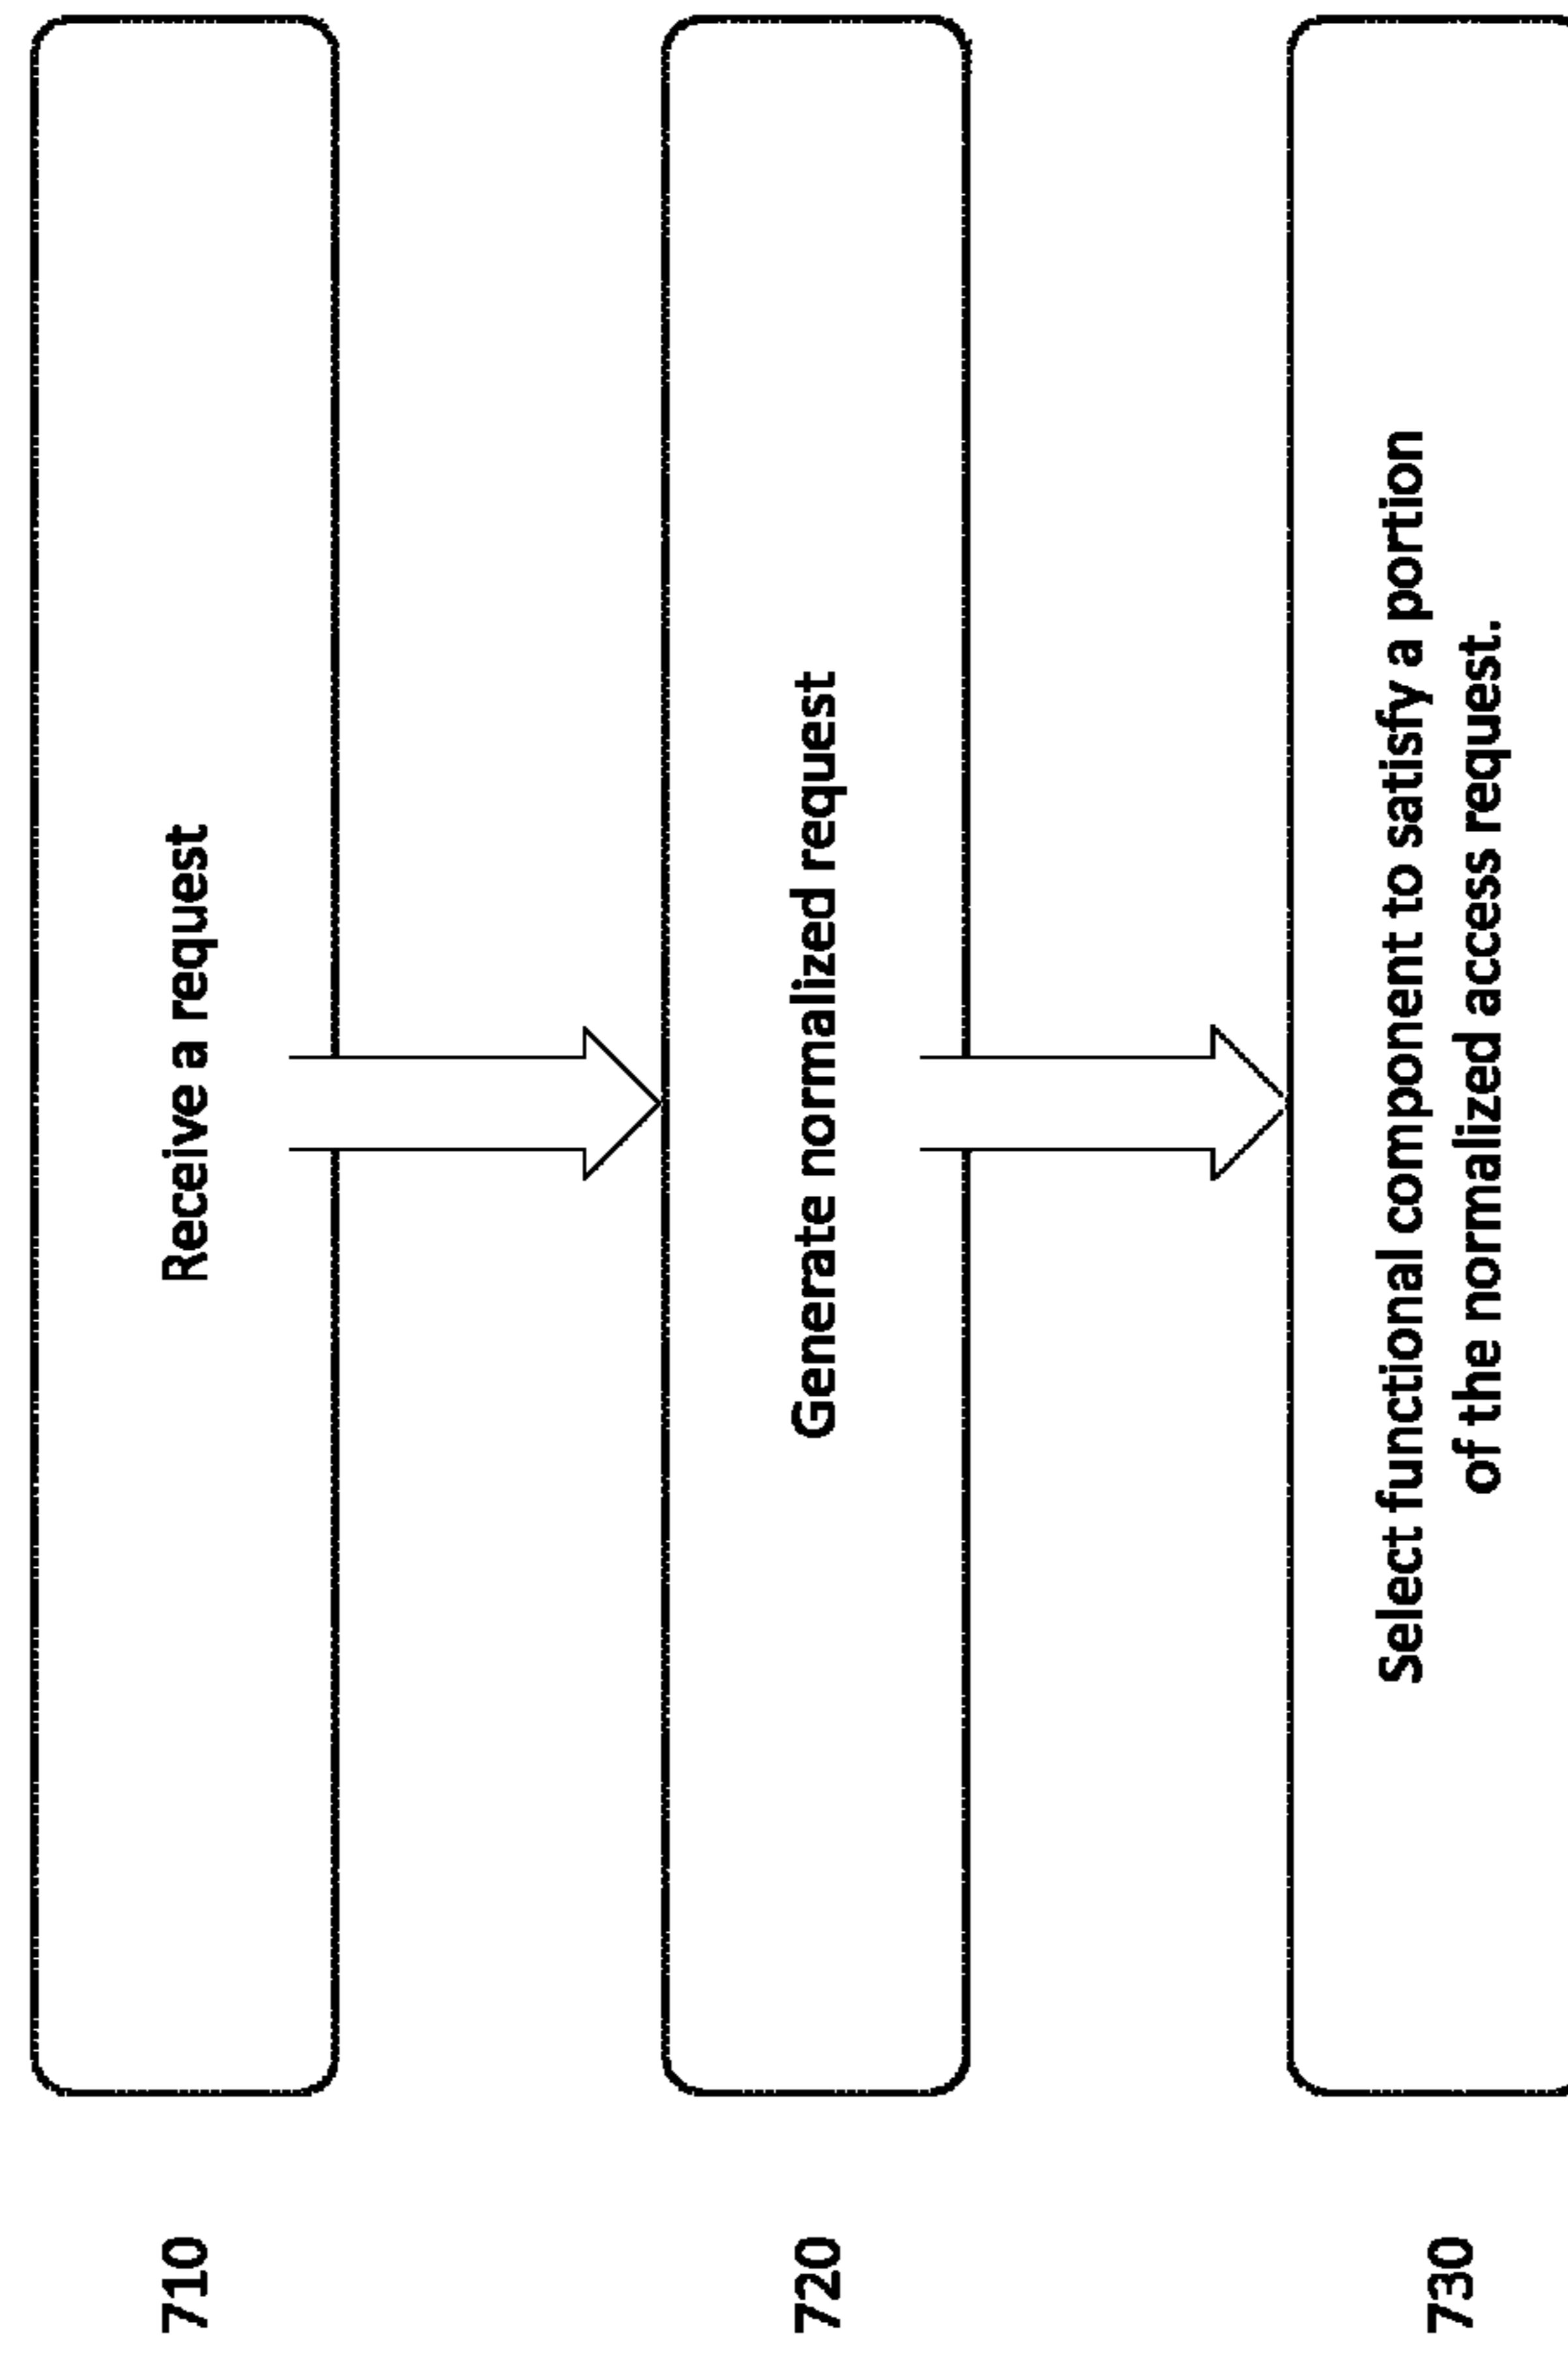 710
Receive a request
720
Generate normalized request
730
Select functional component to satisfy a portion
of the normalized access request.